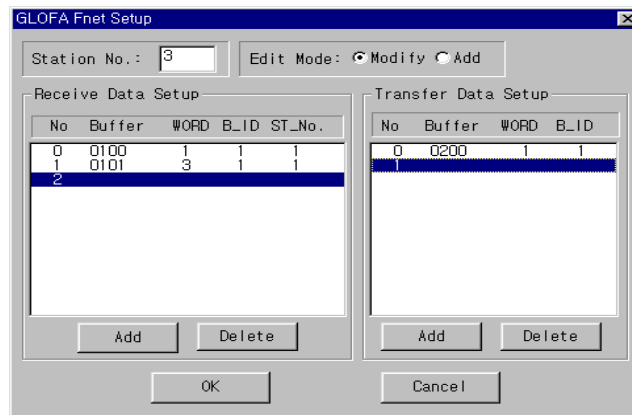 GLOFA Fnet Setup
Station No.: 3 Edit Mode: Modify Add
Receive Data Setup
No Buffer WORD B_ID ST_No.
0 0100 1 1 1
1 0101 3 1 1
2
Add Delete
Transfer Data Setup
No Buffer WORD B_ID
0 0200 1 1
1
Add Delete
OK Cancel